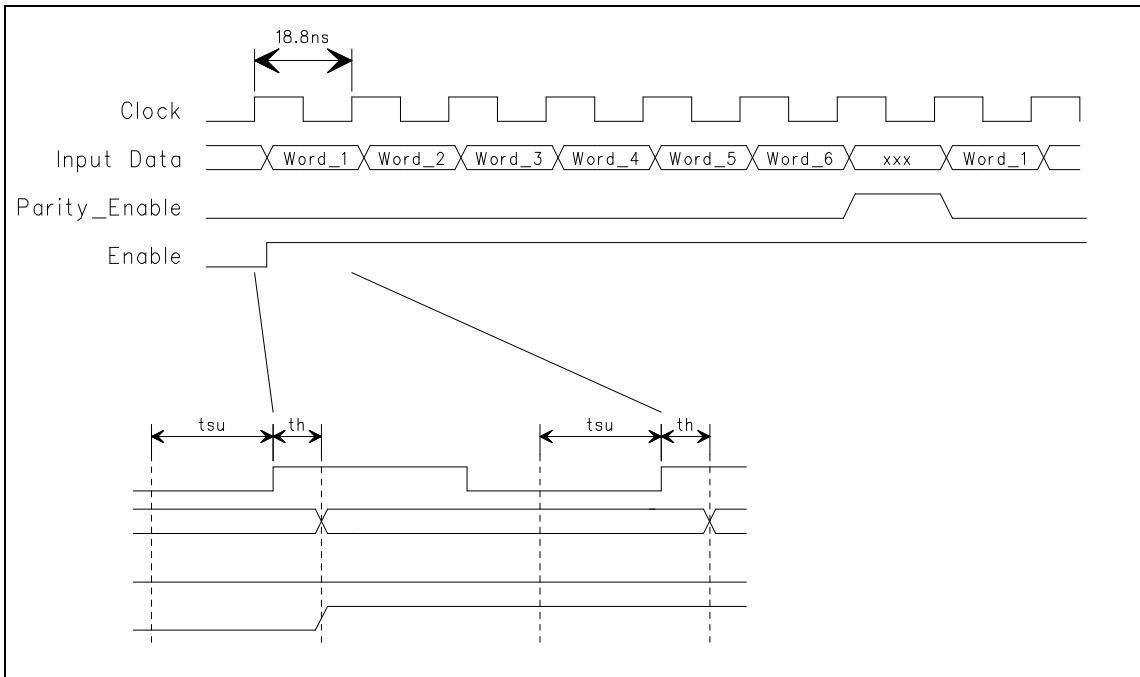 18.8ns
Clock
Input Data Word_1 Word_2 Word_3 Word_4 Word_5 Word_6 xxx Word_1
Parity_Enable
Enable
tsu th tsu th